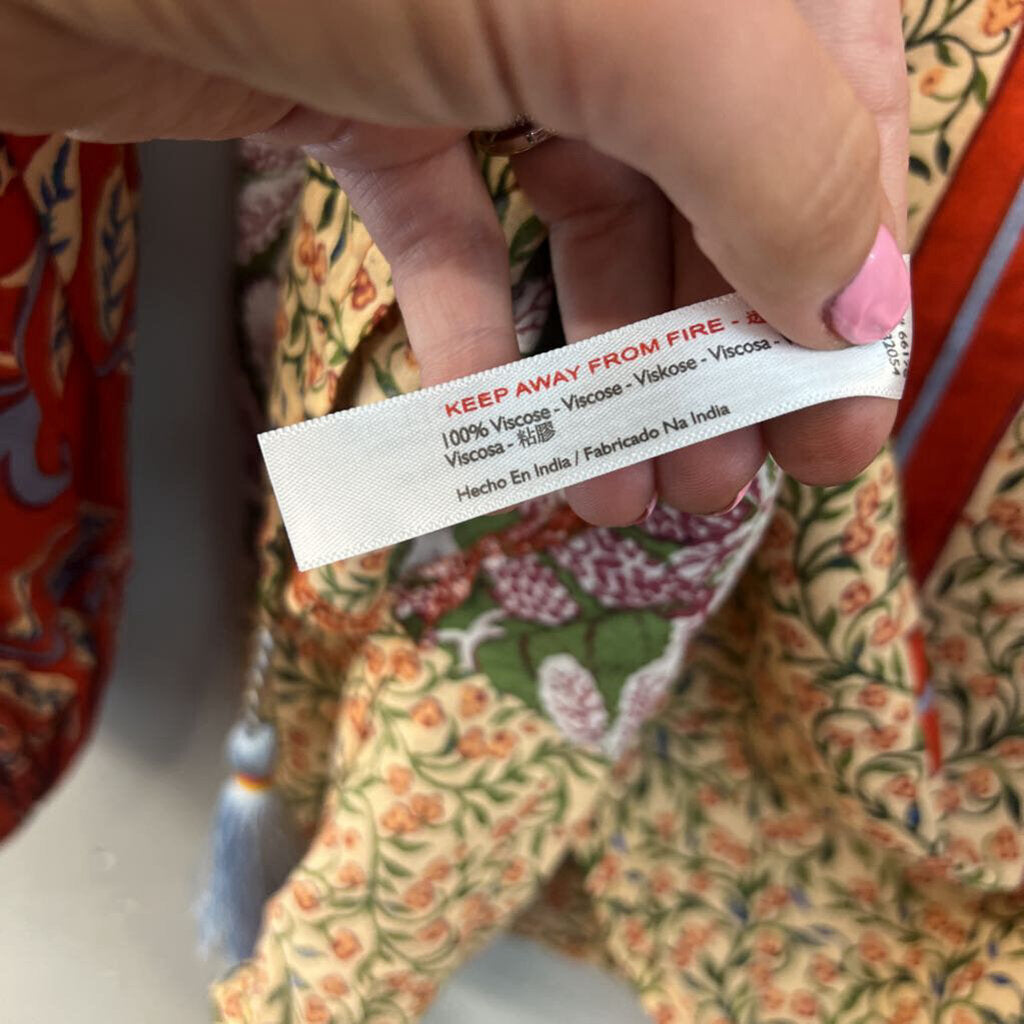 KEEP AWAY FROM FIRE -
100% Viscose - Viscose - Viskose - Viscosa -
Viscosa - 粘膠
Hecho En India / Fabricado Na India